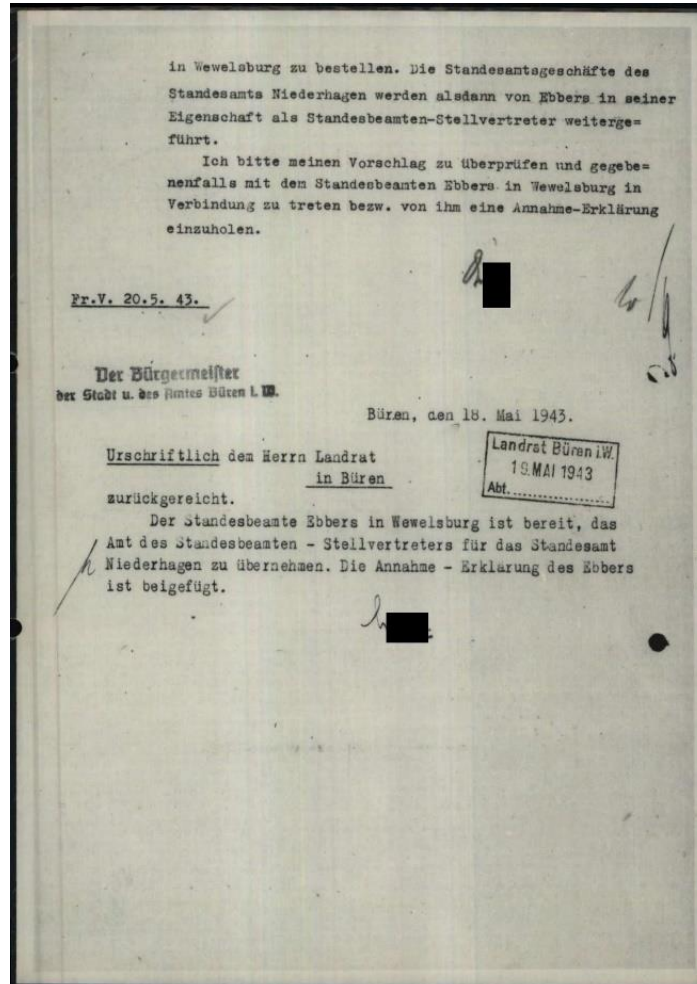 in Wewelsburg zu bestellen. Die Standesamtsgeschäfte des
Standesamts Niederhagen werden alsdann von Ebbers in seiner
Eigenschaft als Standesbeamten-Stellvertreter weiterge=
führt.
Ich bitte meinen Vorschlag zu überprüfen und gegebe=
nenfalls mit dem Standesbeamten Ebbers in Wewelsburg in
Verbindung zu treten bezw. von ihm eine Annahme-Erklärung
einzuholen.
Fr.V. 20.5. 43.
Der Bürgermeister
der Stadt u. des Amtes Büren i. W.
Büren, den 18. Mai 1943.
Landrat Büren i.W.
19. MAI 1943
Abt.
Urschriftlich dem Herrn Landrat
in Büren
zurückgereicht.
Der Standesbeamte Ebbers in Wewelsburg ist bereit, das
Amt des Standesbeamten - Stellvertreters für das Standesamt
Niederhagen zu übernehmen. Die Annahme - Erklärung des Ebbers
ist beigefügt.